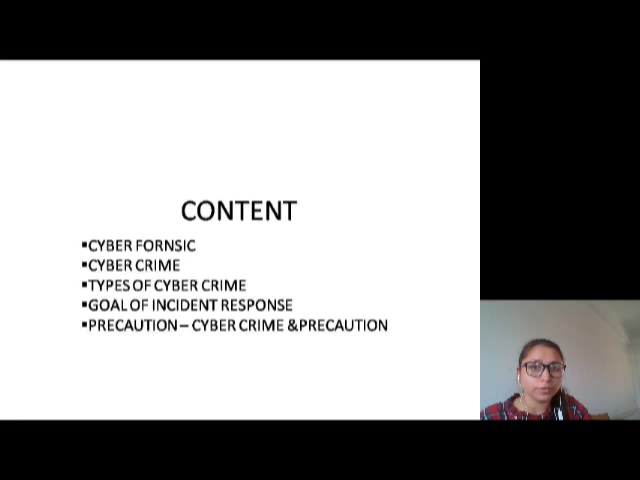 CONTENT
▪CYBER FORNSIC
▪CYBER CRIME
▪TYPES OF CYBER CRIME
▪GOAL OF INCIDENT RESPONSE
▪PRECAUTION – CYBER CRIME &PRECAUTION